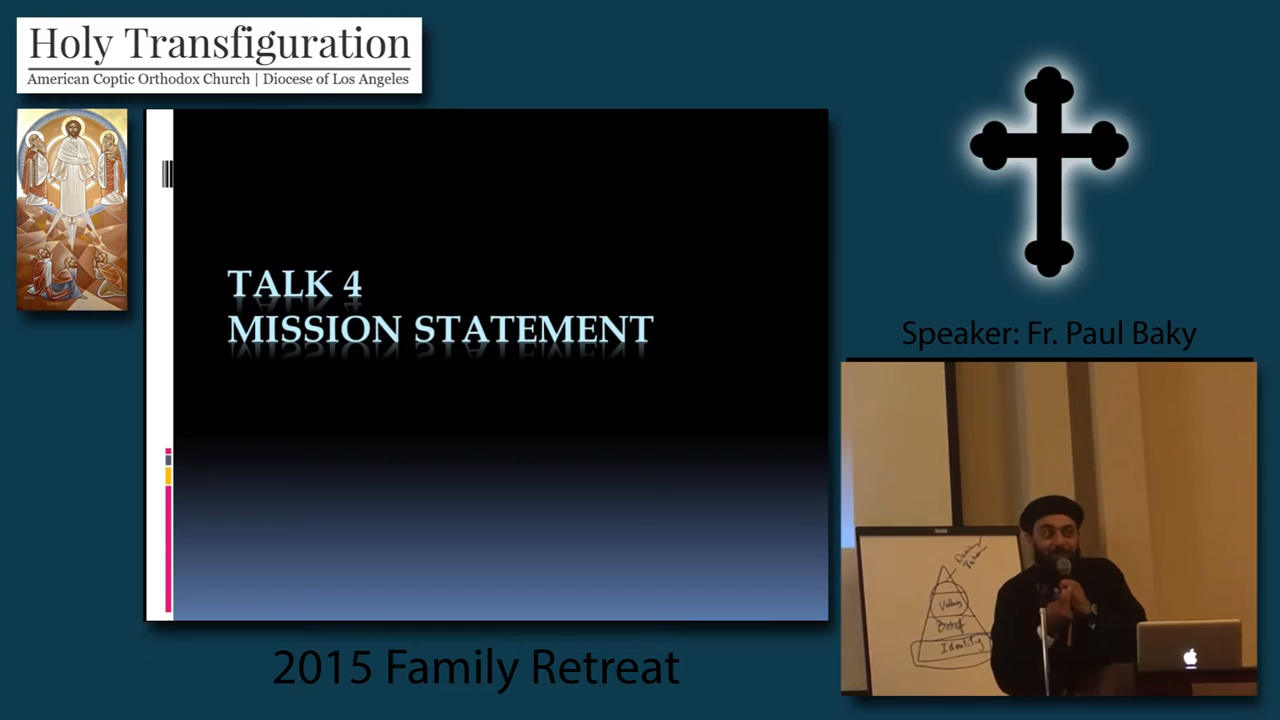 Holy Transfiguration
American Coptic Orthodox Church | Diocese of Los Angeles
TALK 4
MISSION STATEMENT
Speaker: Fr. Paul Baky
Values
Belief
Identity
2015 Family Retreat